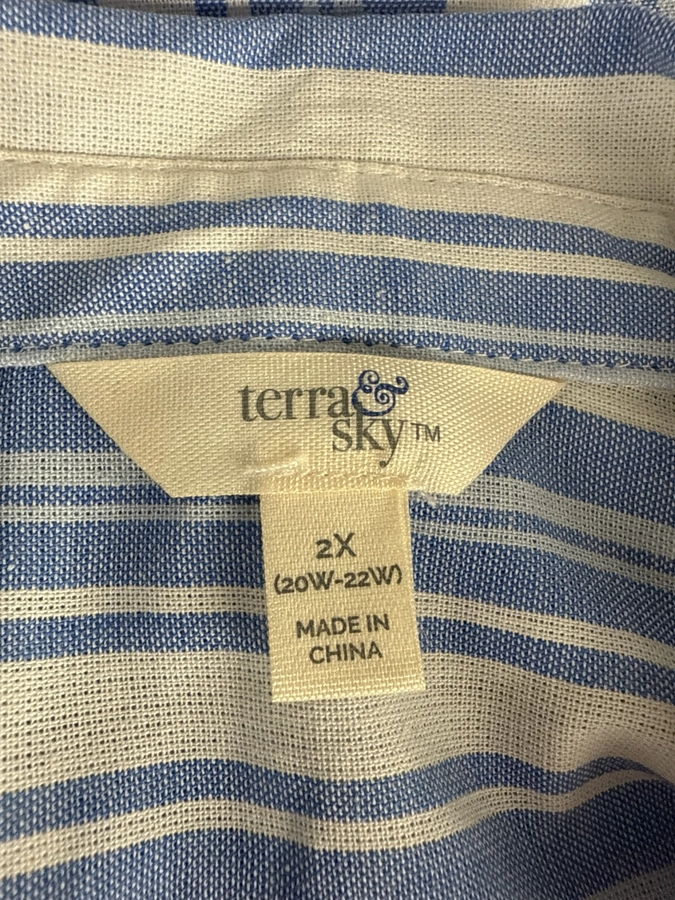 terra &
sky™
2X
(20W-22W)
MADE IN
CHINA